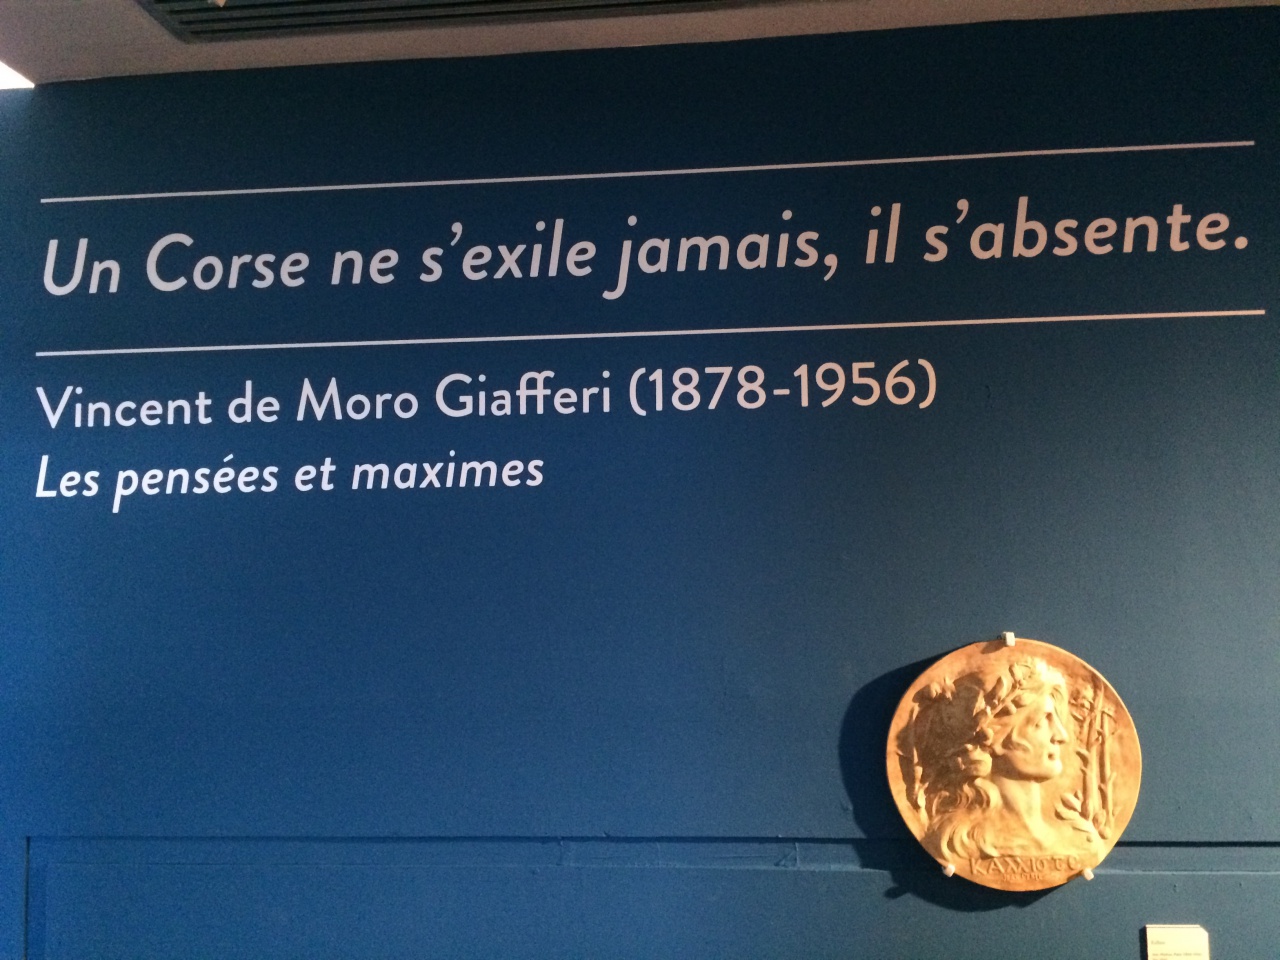 Un Corse ne s'exile jamais, il s'absente.
Vincent de Moro Giafferi (1878-1956)
Les pensées et maximes